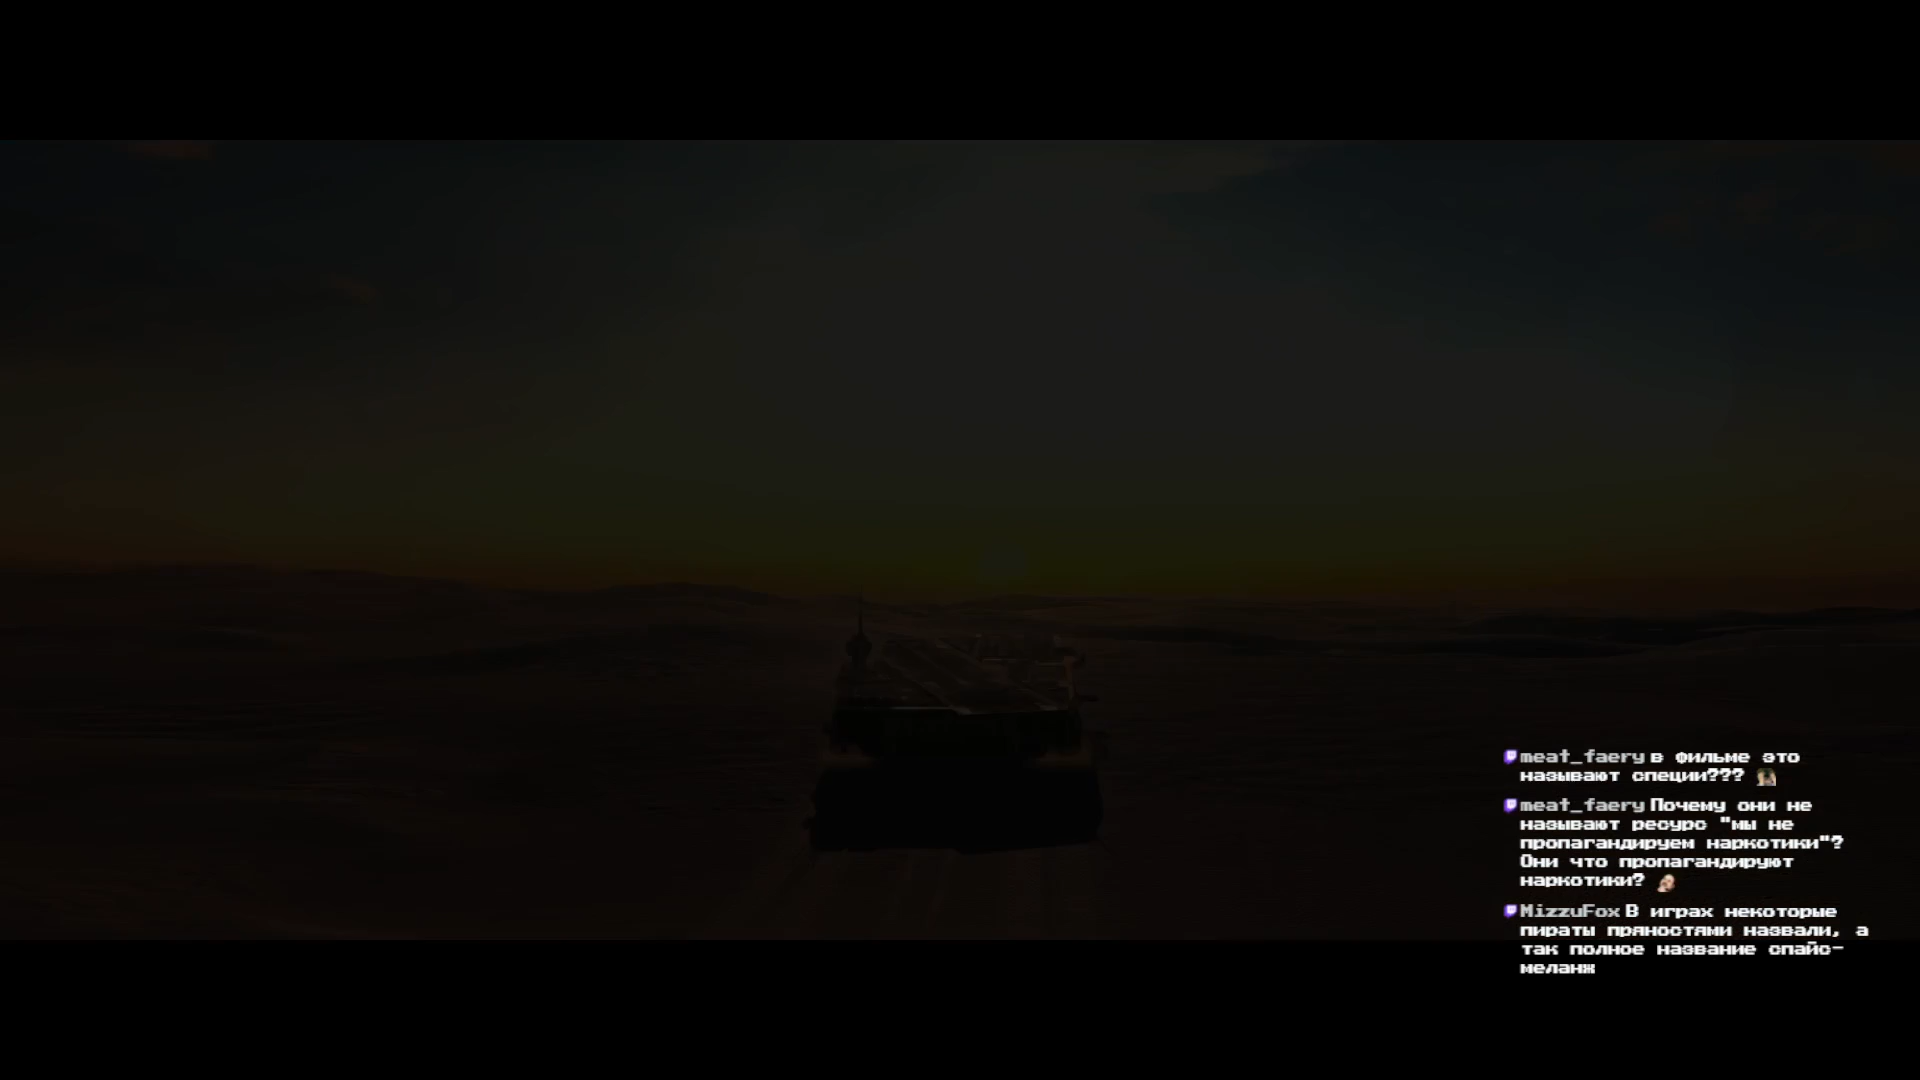 meat_faery в фильме это
называют специи???
meat_faery Почему они не
называют ресурс "мы не
пропагандируем наркотики"?
Они что пропагандируют
наркотики?
MizzuFox В играх некоторые
пираты пряностями назвали, а
так полное название спайс-
меланж